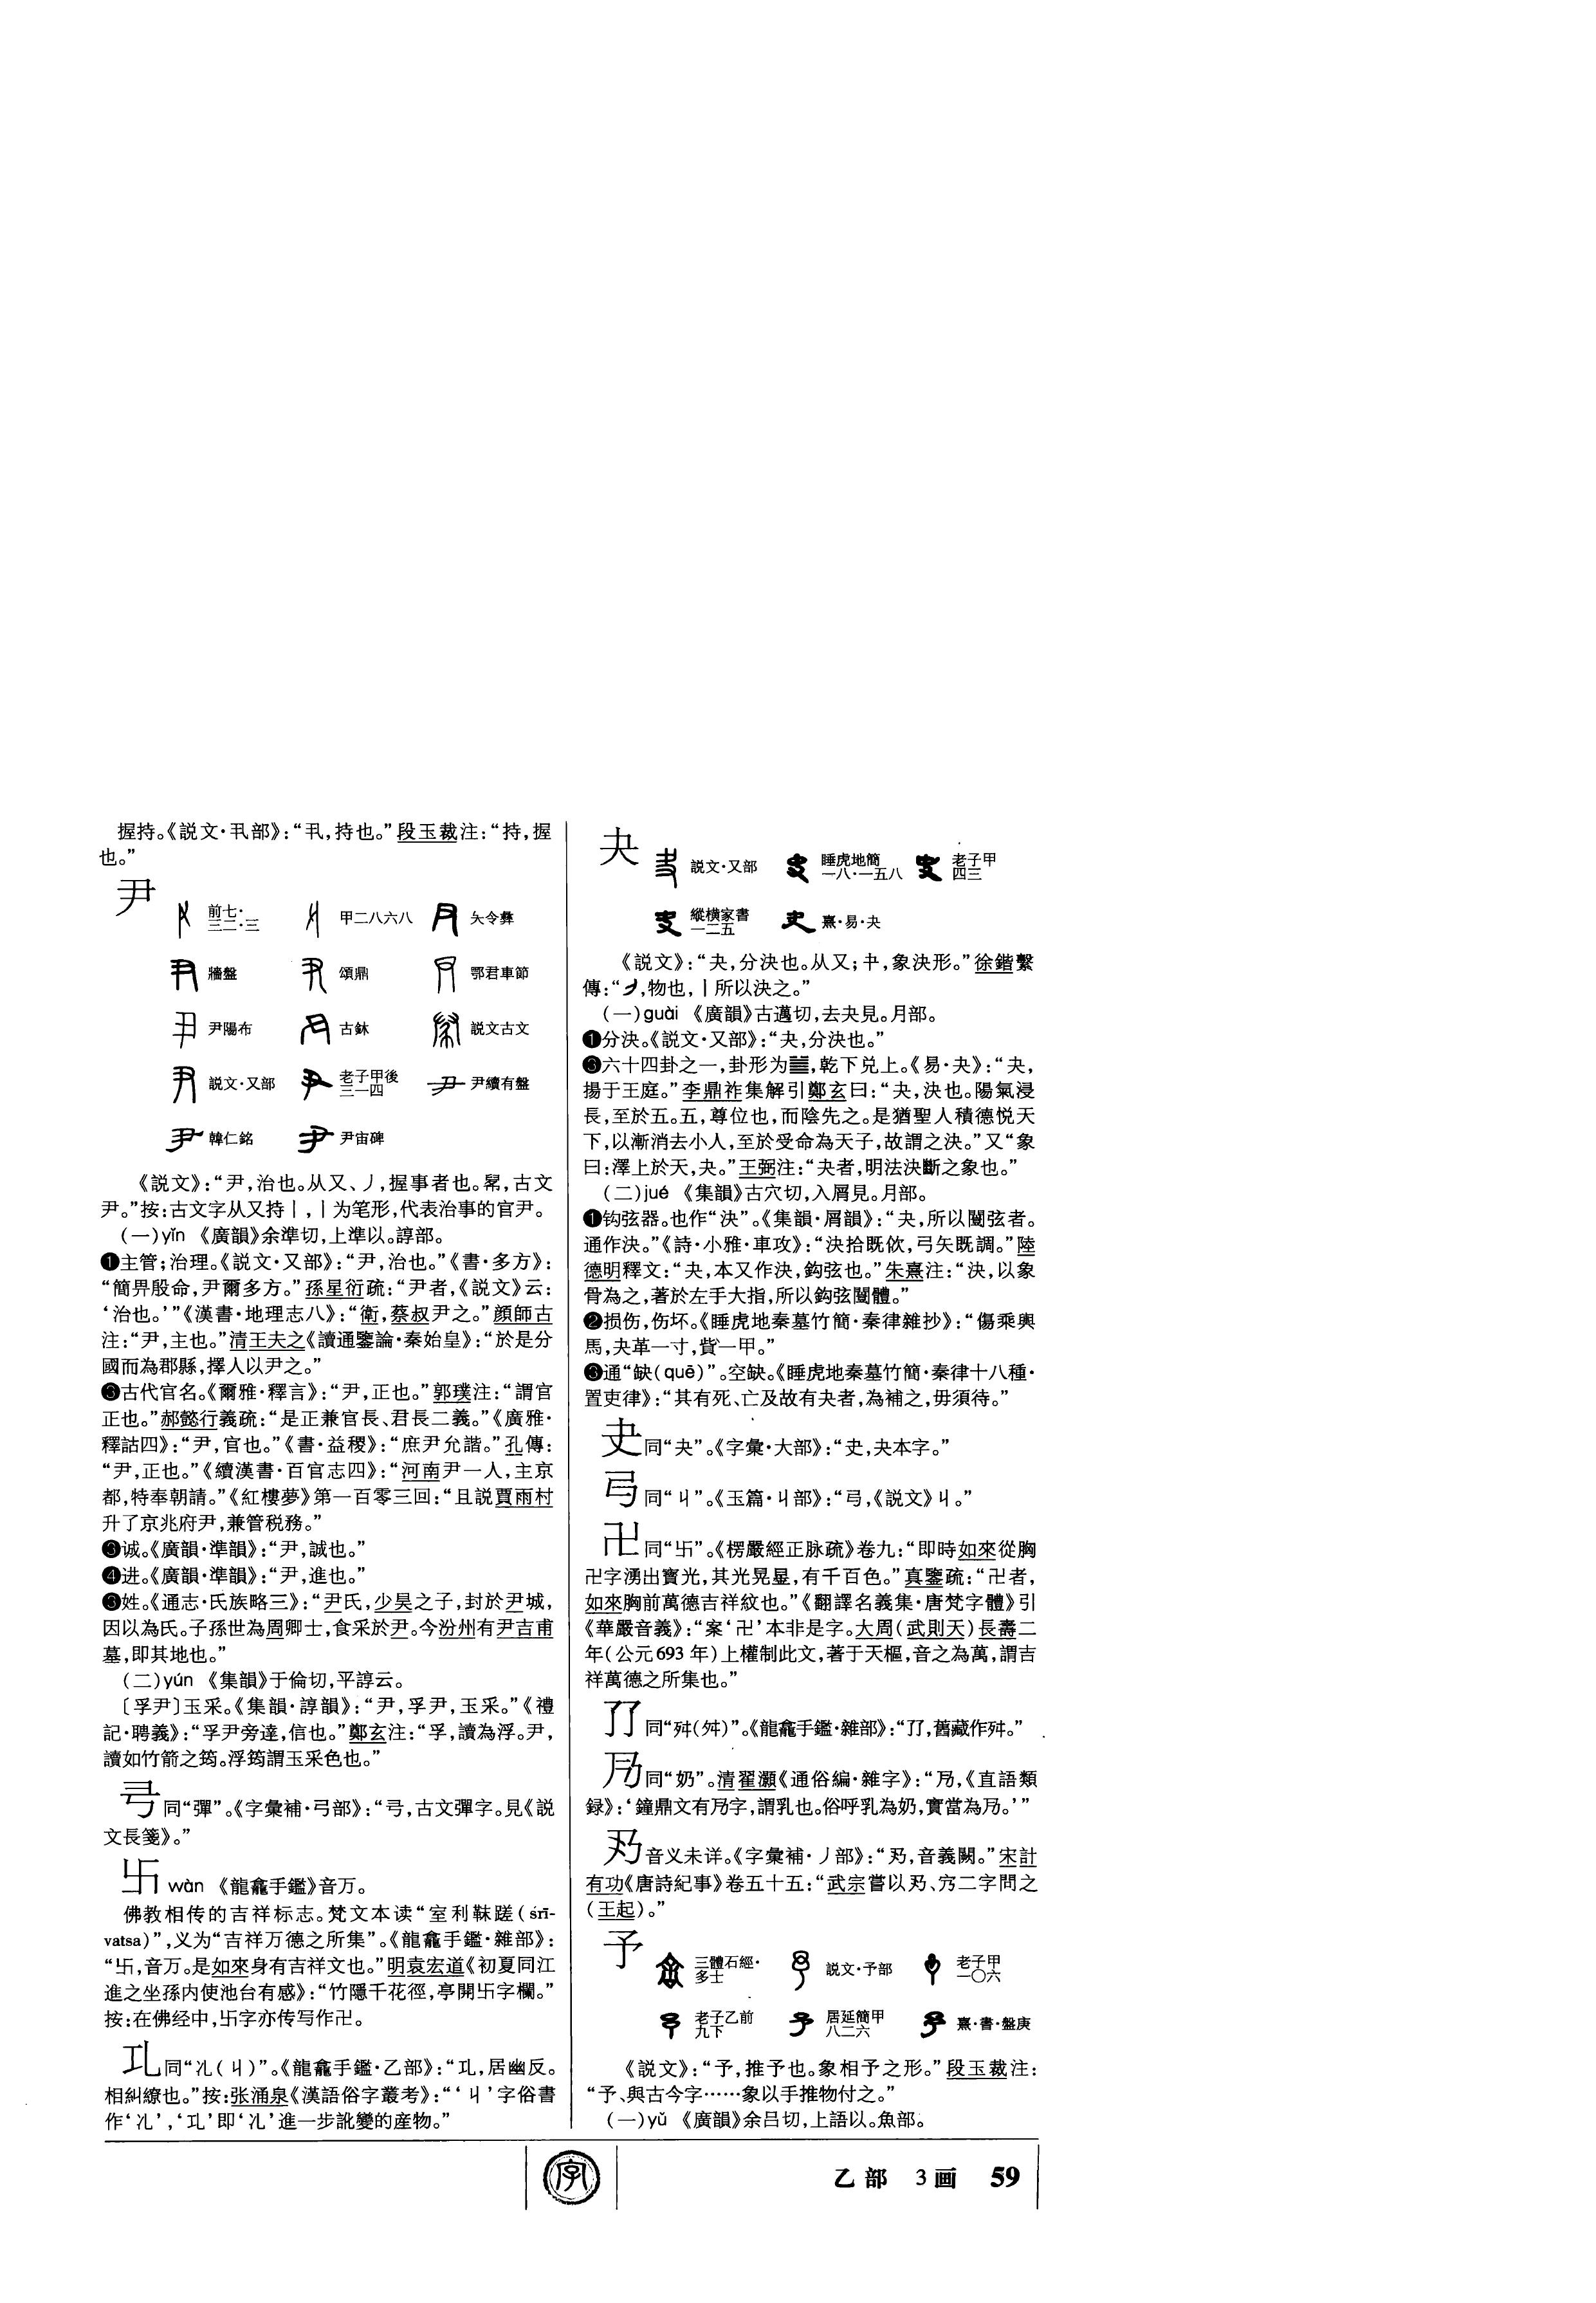 握持。《説文·丮部》：“丮，持也。”段玉裁注：“持，握
也。”
尹
前七·三二·三 甲二八六八 矢令彝
牆盤 頌鼎 鄂君車節
尹陽布 古鉥 説文古文
説文·又部 老子甲後三一四 尹續有盤
韓仁銘 尹宙碑
《説文》：“尹，治也。从又、丿，握事者也。𢁰，古文
尹。”按：古文字从又持丨，丨为笔形，代表治事的官尹。
（一）yǐn 《廣韻》余準切，上準以。諄部。
❶主管；治理。《説文·又部》：“尹，治也。”《書·多方》：
“簡畀殷命，尹爾多方。”孫星衍疏：“尹者，《説文》云：
‘治也。’”《漢書·地理志八》：“衛，蔡叔尹之。”顔師古
注：“尹，主也。”清王夫之《讀通鑒論·秦始皇》：“於是分
國而為郡縣，擇人以尹之。”
❸古代官名。《爾雅·釋言》：“尹，正也。”郭璞注：“謂官
正也。”郝懿行義疏：“是正兼官長、君長二義。”《廣雅·
釋詁四》：“尹，官也。”《書·益稷》：“庶尹允諧。”孔傳：
“尹，正也。”《續漢書·百官志四》：“河南尹一人，主京
都，特奉朝請。”《紅樓夢》第一百零三回：“且説賈雨村
升了京兆府尹，兼管税務。”
❸诚。《廣韻·準韻》：“尹，誠也。”
❹进。《廣韻·準韻》：“尹，進也。”
❸姓。《通志·氏族略三》：“尹氏，少昊之子，封於尹城，
因以為氏。子孫世為周卿士，食采於尹。今汾州有尹吉甫
墓，即其地也。”
（二）yún 《集韻》于倫切，平諄云。
〔孚尹〕玉采。《集韻·諄韻》：“尹，孚尹，玉采。”《禮
記·聘義》：“孚尹旁達，信也。”鄭玄注：“孚，讀為浮。尹，
讀如竹箭之筠。浮筠謂玉采色也。”
同“彈”。《字彙補·弓部》：“，古文彈字。見《説
文長箋》。”
卐 wàn 《龍龕手鑑》音万。
佛教相传的吉祥标志。梵文本读“室利靺蹉（śrī-
vatsa）”，义为“吉祥万德之所集”。《龍龕手鑑·雜部》：
“卐，音万。是如來身有吉祥文也。”明袁宏道《初夏同江
進之坐孫内使池台有感》：“竹隱千花徑，亭開卐字欄。”
按：在佛经中，卐字亦传写作卍。
同“（丩）”。《龍龕手鑑·乙部》：“，居幽反。
相糾繚也。”按：张涌泉《漢語俗字叢考》：“‘丩’字俗書
作‘’，‘’即‘’進一步訛變的産物。”
夬
説文·又部 睡虎地簡一八·一五八 老子甲四三
縱横家書一二五 熹·易·夬
《説文》：“夬，分決也。从又；，象決形。”徐鍇繫
傳：“，物也，丨所以決之。”
（一）guài 《廣韻》古邁切，去夬見。月部。
❶分決。《説文·又部》：“夬，分決也。”
❸六十四卦之一，卦形为䷪，乾下兑上。《易·夬》：“夬，
揚于王庭。”李鼎祚集解引鄭玄曰：“夬，決也。陽氣浸
長，至於五。五，尊位也，而陰先之。是猶聖人積德悦天
下，以漸消去小人，至於受命為天子，故謂之決。”又“象
曰：澤上於天，夬。”王弼注：“夬者，明法決斷之象也。”
（二）jué 《集韻》古穴切，入屑見。月部。
❶钩弦器。也作“決”。《集韻·屑韻》：“夬，所以闓弦者。
通作決。”《詩·小雅·車攻》：“決拾既佽，弓矢既調。”陸
德明釋文：“夬，本又作決，鈎弦也。”朱熹注：“決，以象
骨為之，著於左手大指，所以鈎弦闓體。”
❷损伤，伤坏。《睡虎地秦墓竹簡·秦律雜抄》：“傷乘輿
馬，夬革一寸，貲一甲。”
❸通“缺（quē）”。空缺。《睡虎地秦墓竹簡·秦律十八種·
置吏律》：“其有死、亡及故有夬者，為補之，毋須待。”
同“夬”。《字彙·大部》：“，夬本字。”
同“丩”。《玉篇·丩部》：“，《説文》丩。”
卍同“卐”。《楞嚴經正脉疏》卷九：“即時如來從胸
卍字湧出寶光，其光晃昱，有千百色。”真鑒疏：“卍者，
如來胸前萬德吉祥紋也。”《翻譯名義集·唐梵字體》引
《華嚴音義》：“案‘卍’本非是字。大周（武則天）長壽二
年（公元693年）上權制此文，著于天樞，音之為萬，謂吉
祥萬德之所集也。”
同“舛（舛）”。《龍龕手鑑·雜部》：“，舊藏作舛。”
同“奶”。清翟灝《通俗編·雜字》：“，《直語類
録》：‘鐘鼎文有字，謂乳也。俗呼乳為奶，實當為。’”
音义未详。《字彙補·丿部》：“，音義闕。”宋計
有功《唐詩紀事》卷五十五：“武宗嘗以、二字問之
（王起）。”
予
三體石經·多士 説文·予部 老子甲一〇六
老子乙前九下 居延簡甲八二六 熹·書·盤庚
《説文》：“予，推予也。象相予之形。”段玉裁注：
“予、與古今字……象以手推物付之。”
（一）yǔ 《廣韻》余吕切，上語以。魚部。
字
乙部 3画 59